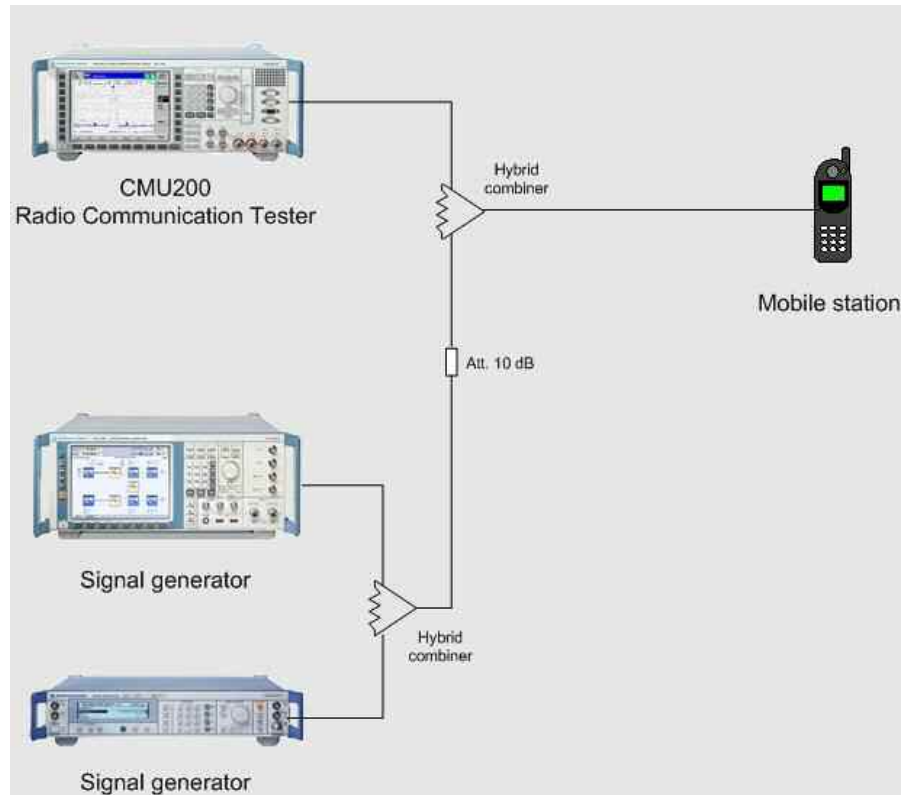 CMU200
Radio Communication Tester
Hybrid
combiner
Mobile station
Att. 10 dB
Signal generator
Hybrid
combiner
Signal generator